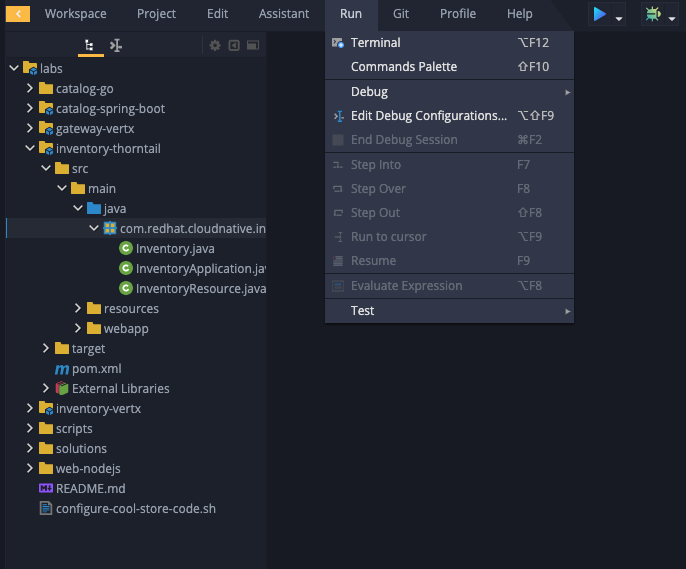 Workspace Project Edit Assistant Run Git Profile Help
Terminal ⌥F12
Commands Palette ⇧F10
Debug
Edit Debug Configurations... ⌥⇧F9
End Debug Session ⌘F2
Step Into F7
Step Over F8
Step Out ⇧F8
Run to cursor ⌥F9
Resume F9
Evaluate Expression ⌥F8
Test
labs
catalog-go
catalog-spring-boot
gateway-vertx
inventory-thorntail
src
main
java
com.redhat.cloudnative.in
Inventory.java
InventoryApplication.jav
InventoryResource.java
resources
webapp
target
pom.xml
External Libraries
inventory-vertx
scripts
solutions
web-nodejs
README.md
configure-cool-store-code.sh